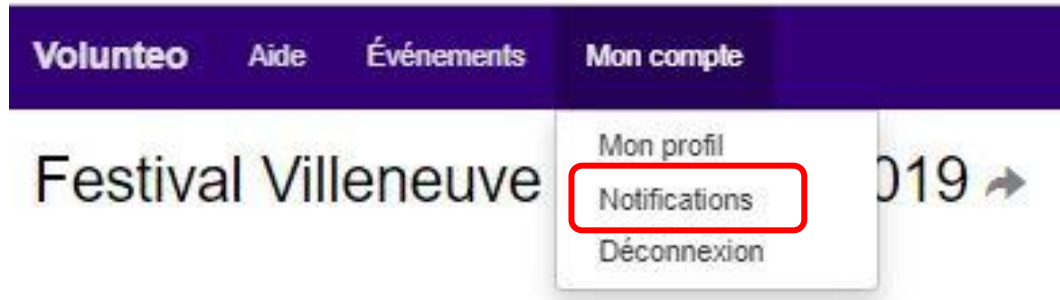 Volunteo Aide Événements Mon compte
Mon profil
Festival Villeneuve 019
Notifications
Déconnexion